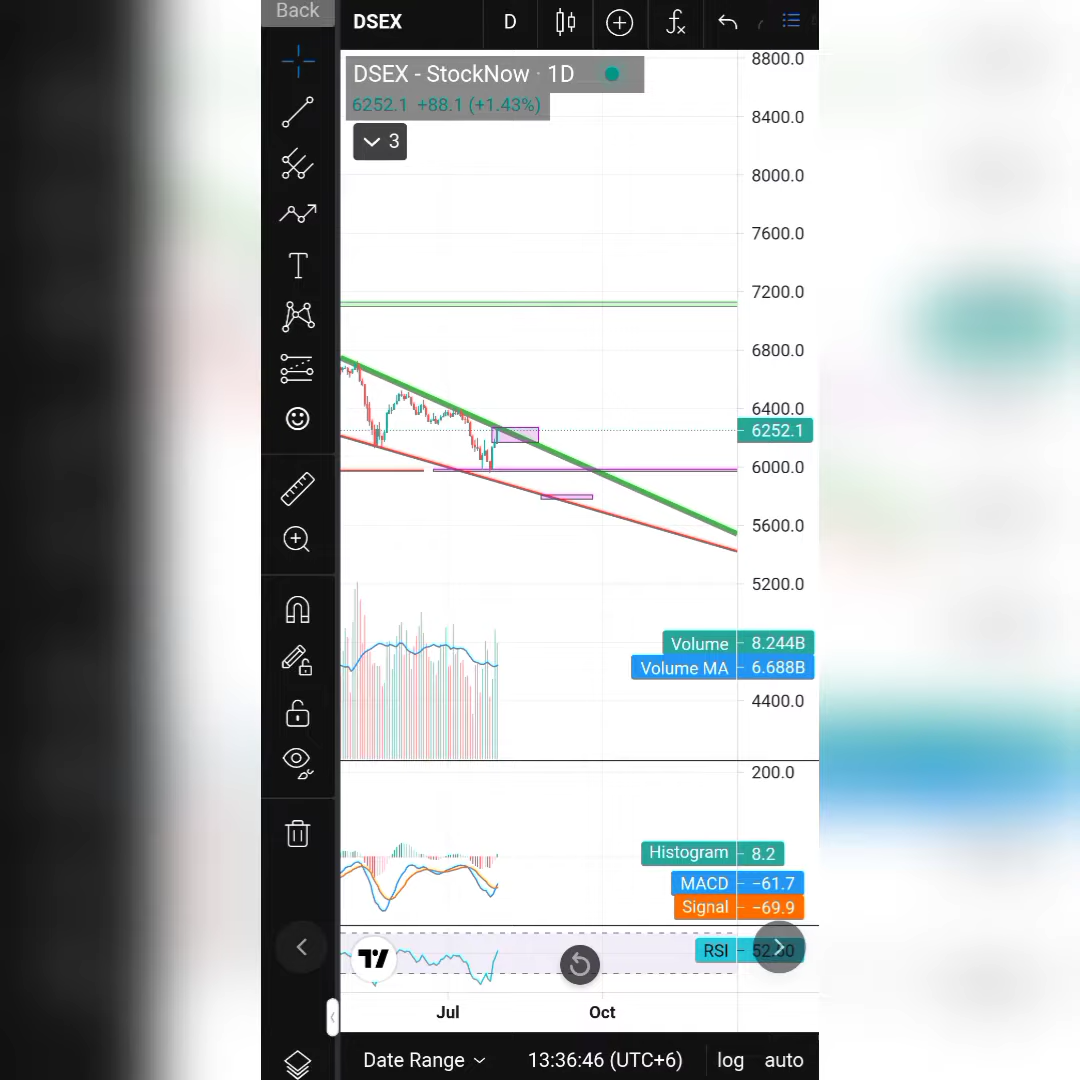 Back
DSEX D
DSEX - StockNow · 1D
6252.1 +88.1 (+1.43%)
3
8800.0
8400.0
8000.0
7600.0
7200.0
6800.0
6400.0
6252.1
6000.0
5600.0
5200.0
Volume 8.244B
Volume MA 6.688B
4400.0
200.0
Histogram 8.2
MACD −61.7
Signal −69.9
RSI
Jul Oct
Date Range 13:36:46 (UTC+6) log auto